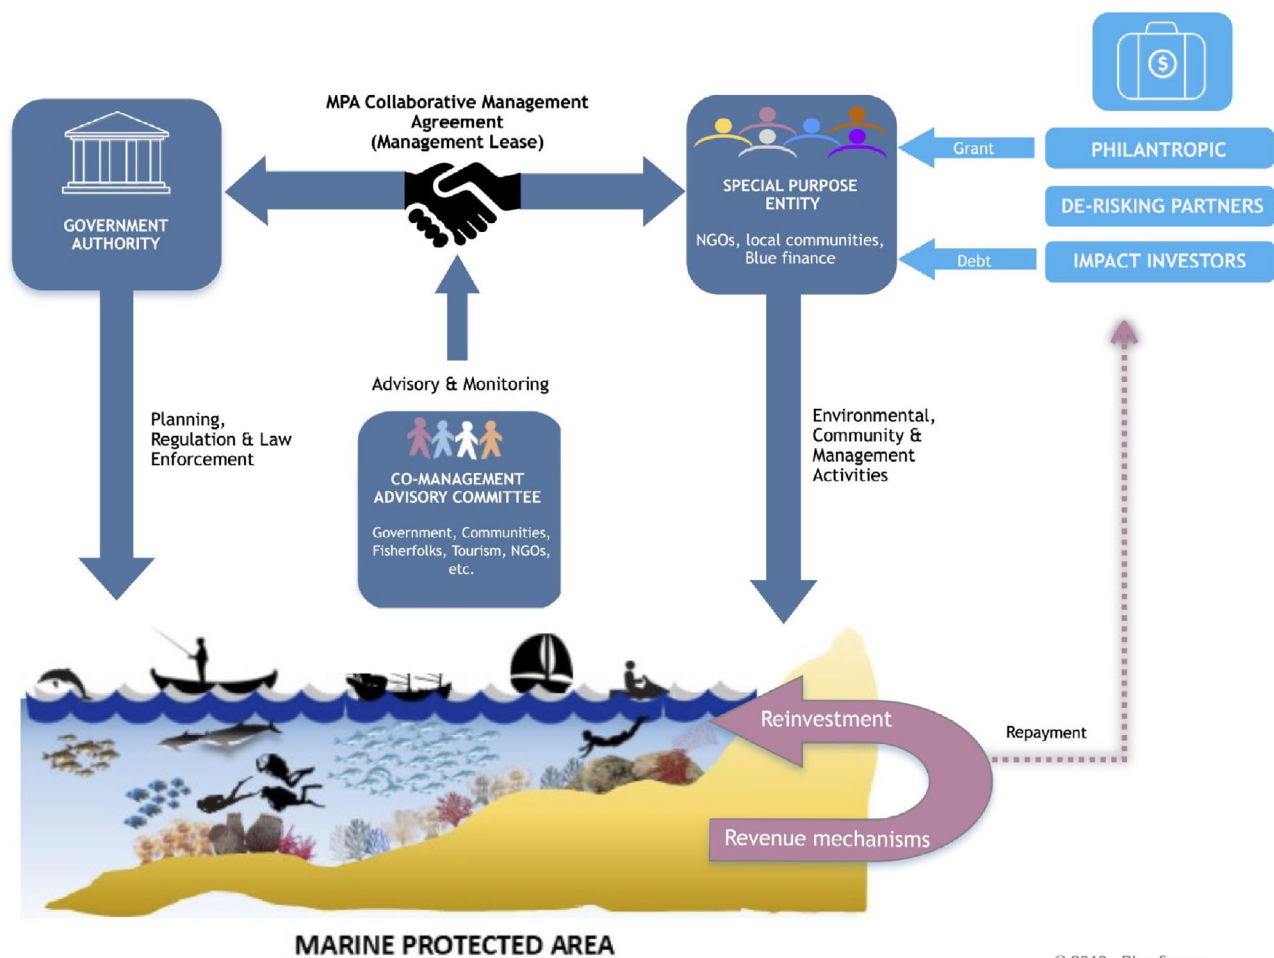 MPA Collaborative Management
Agreement
(Management Lease)
GOVERNMENT
AUTHORITY
SPECIAL PURPOSE
ENTITY
NGOs, local communities,
Blue finance
$
Grant
PHILANTROPIC
DE-RISKING PARTNERS
Debt
IMPACT INVESTORS
Advisory & Monitoring
Planning,
Regulation & Law
Enforcement
CO-MANAGEMENT
ADVISORY COMMITTEE
Government, Communities,
Fisherfolks, Tourism, NGOs,
etc.
Environmental,
Community &
Management
Activities
Reinvestment
Repayment
Revenue mechanisms
MARINE PROTECTED AREA